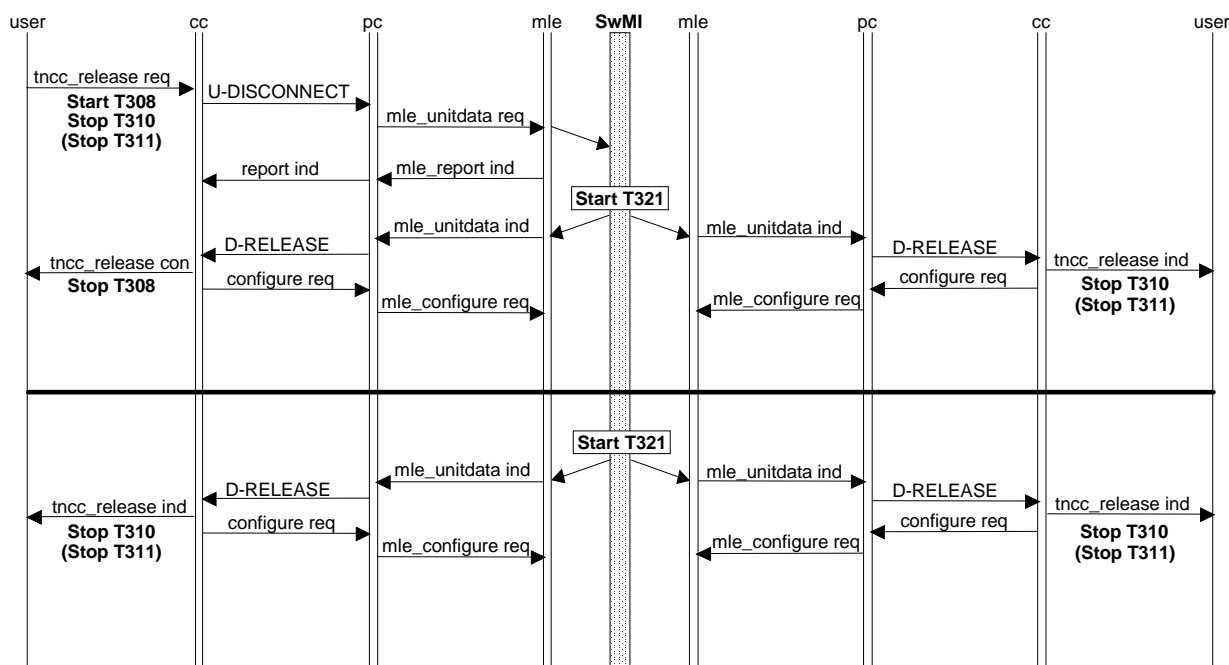 user cc pc mle SwMI mle pc cc user
tncc_release req
Start T308
Stop T310
(Stop T311)
U-DISCONNECT
mle_unitdata req
report ind
mle_report ind
Start T321
mle_unitdata ind
mle_unitdata ind
D-RELEASE
D-RELEASE
tncc_release con
Stop T308
configure req
configure req
tncc_release ind
Stop T310
(Stop T311)
mle_configure req
mle_configure req
Start T321
mle_unitdata ind
mle_unitdata ind
D-RELEASE
D-RELEASE
tncc_release ind
Stop T310
(Stop T311)
configure req
configure req
tncc_release ind
Stop T310
(Stop T311)
mle_configure req
mle_configure req